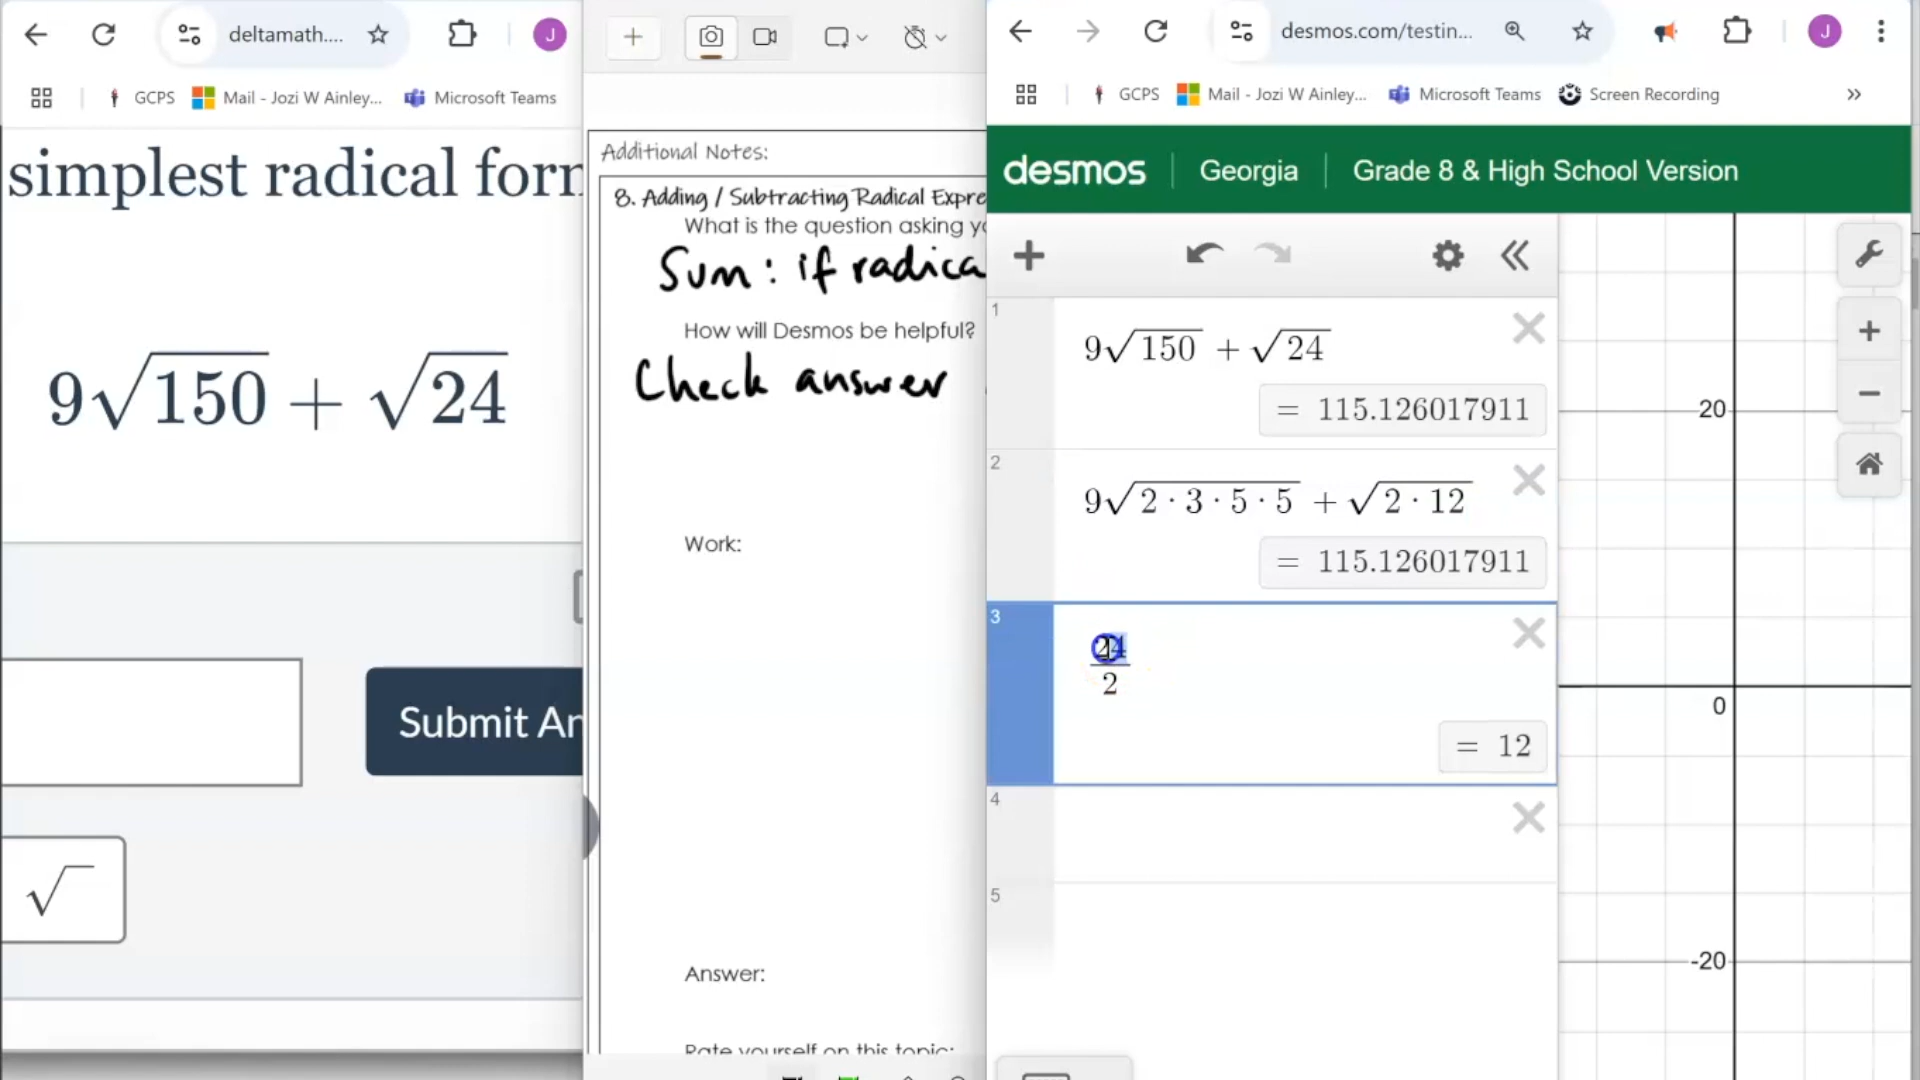 deltamath....
J
GCPS
Mail - Jozi W Ainley...
Microsoft Teams
simplest radical forn
9√150 + √24
Submit An
√
Additional Notes:
8. Adding / Subtracting Radical Expre
What is the question asking yo
Sum : if radica
How will Desmos be helpful?
Check answer
Work:
Answer:
Rate yourself on this topic:
desmos.com/testin...
J
GCPS
Mail - Jozi W Ainley...
Microsoft Teams
Screen Recording
desmos
Georgia
Grade 8 & High School Version
1
9√150 + √24
= 115.126017911
2
9√2 · 3 · 5 · 5 + √2 · 12
= 115.126017911
3
24
2
= 12
4
5
20
0
-20